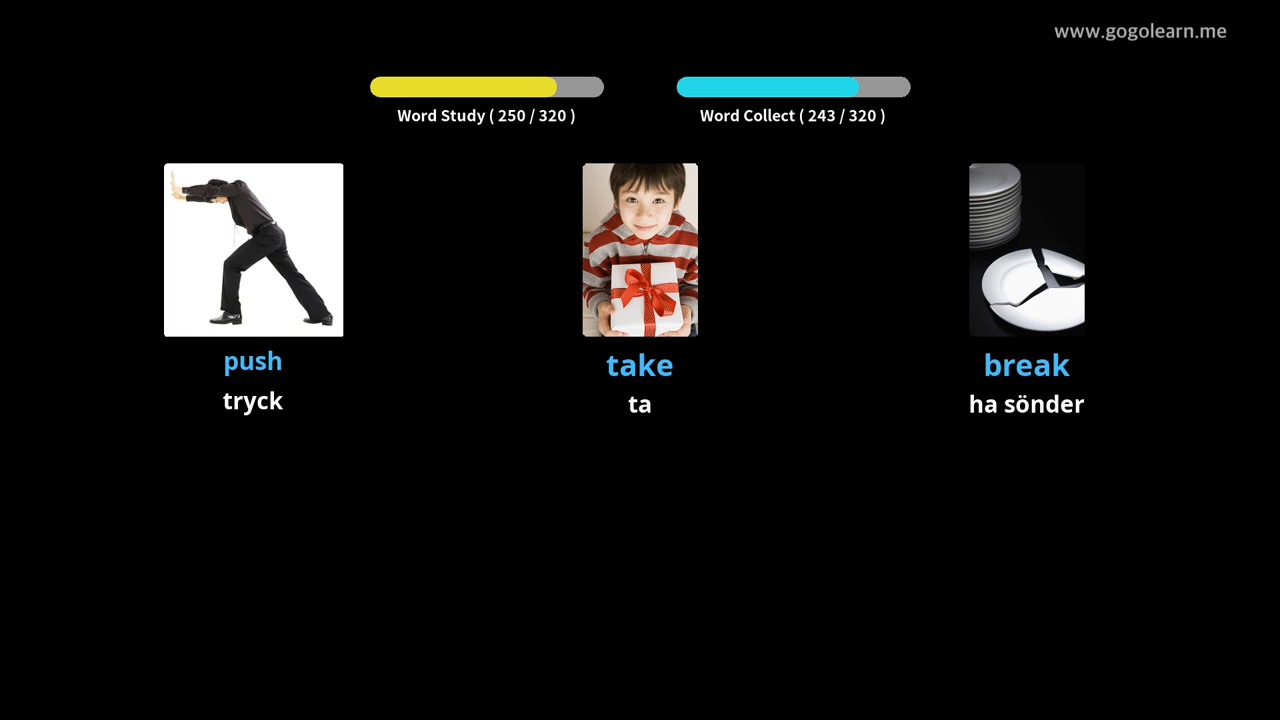 www.gogolearn.me
Word Study ( 250 / 320 )
Word Collect ( 243 / 320 )
push
take
break
tryck
ta
ha sönder